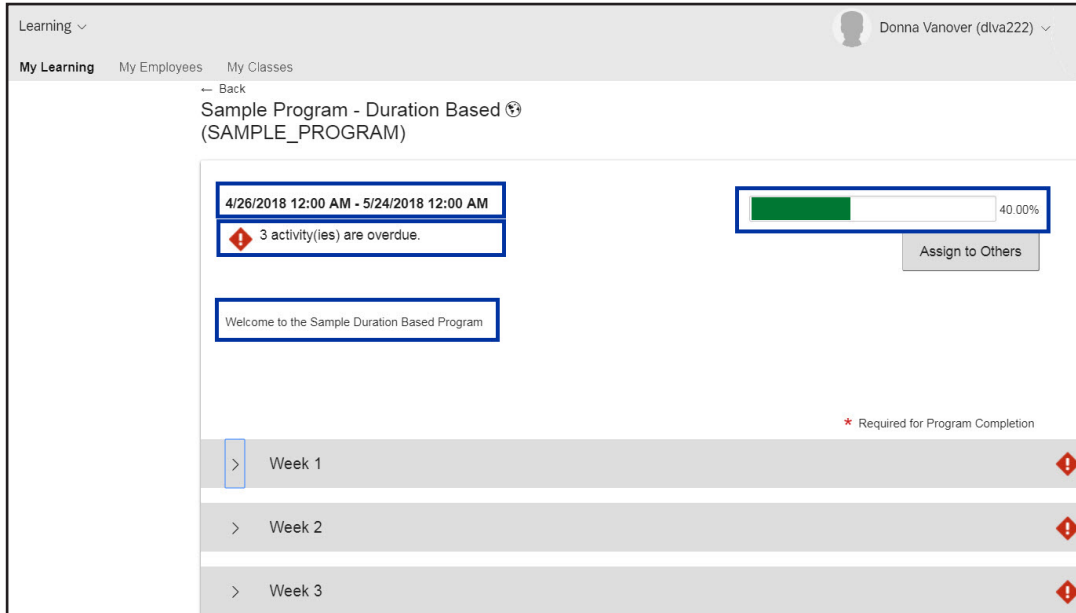 Learning
Donna Vanover (dlva222)
My Learning My Employees My Classes
← Back
Sample Program - Duration Based
(SAMPLE_PROGRAM)
4/26/2018 12:00 AM - 5/24/2018 12:00 AM
40.00%
3 activity(ies) are overdue.
Assign to Others
Welcome to the Sample Duration Based Program
* Required for Program Completion
Week 1
Week 2
Week 3